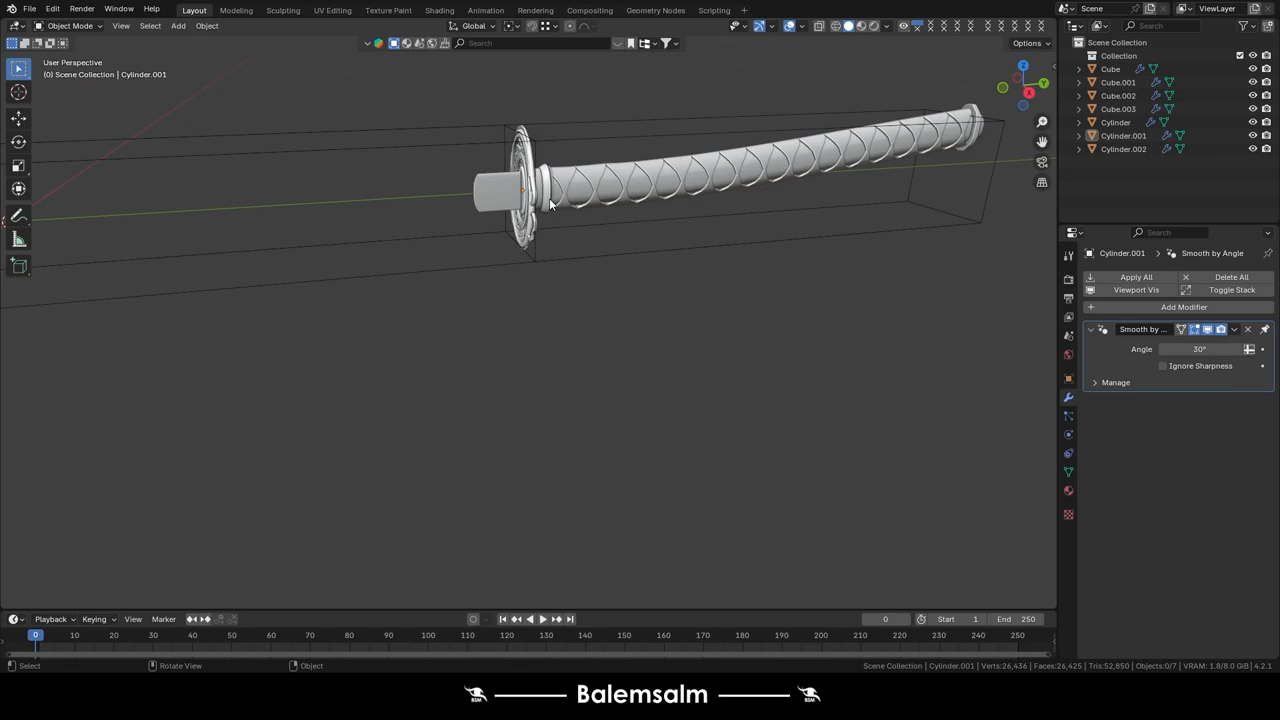 File Edit Render Window Help Layout Modeling Sculpting UV Editing Texture Paint Shading Animation Rendering Compositing Geometry Nodes Scripting + Scene ViewLayer
Object Mode View Select Add Object Global
Search Options
User Perspective
(0) Scene Collection | Cylinder.001
Z Y X
Search
Scene Collection
Collection
Cube
Cube.001
Cube.002
Cube.003
Cylinder
Cylinder.001
Cylinder.002
Search
Cylinder.001 > Smooth by Angle
Apply All Delete All
Viewport Vis Toggle Stack
Add Modifier
Smooth by ...
Angle 30°
Ignore Sharpness
Manage
Playback Keying View Marker 0 Start 1 End 250
0 10 20 30 40 50 60 70 80 90 100 110 120 130 140 150 160 170 180 190 200 210 220 230 240 250
Select Rotate View Object Scene Collection | Cylinder.001 | Verts:26,436 | Faces:26,425 | Tris:52,850 | Objects:0/7 | VRAM: 1.8/8.0 GiB | 4.2.1
BSM Balemsalm BSM